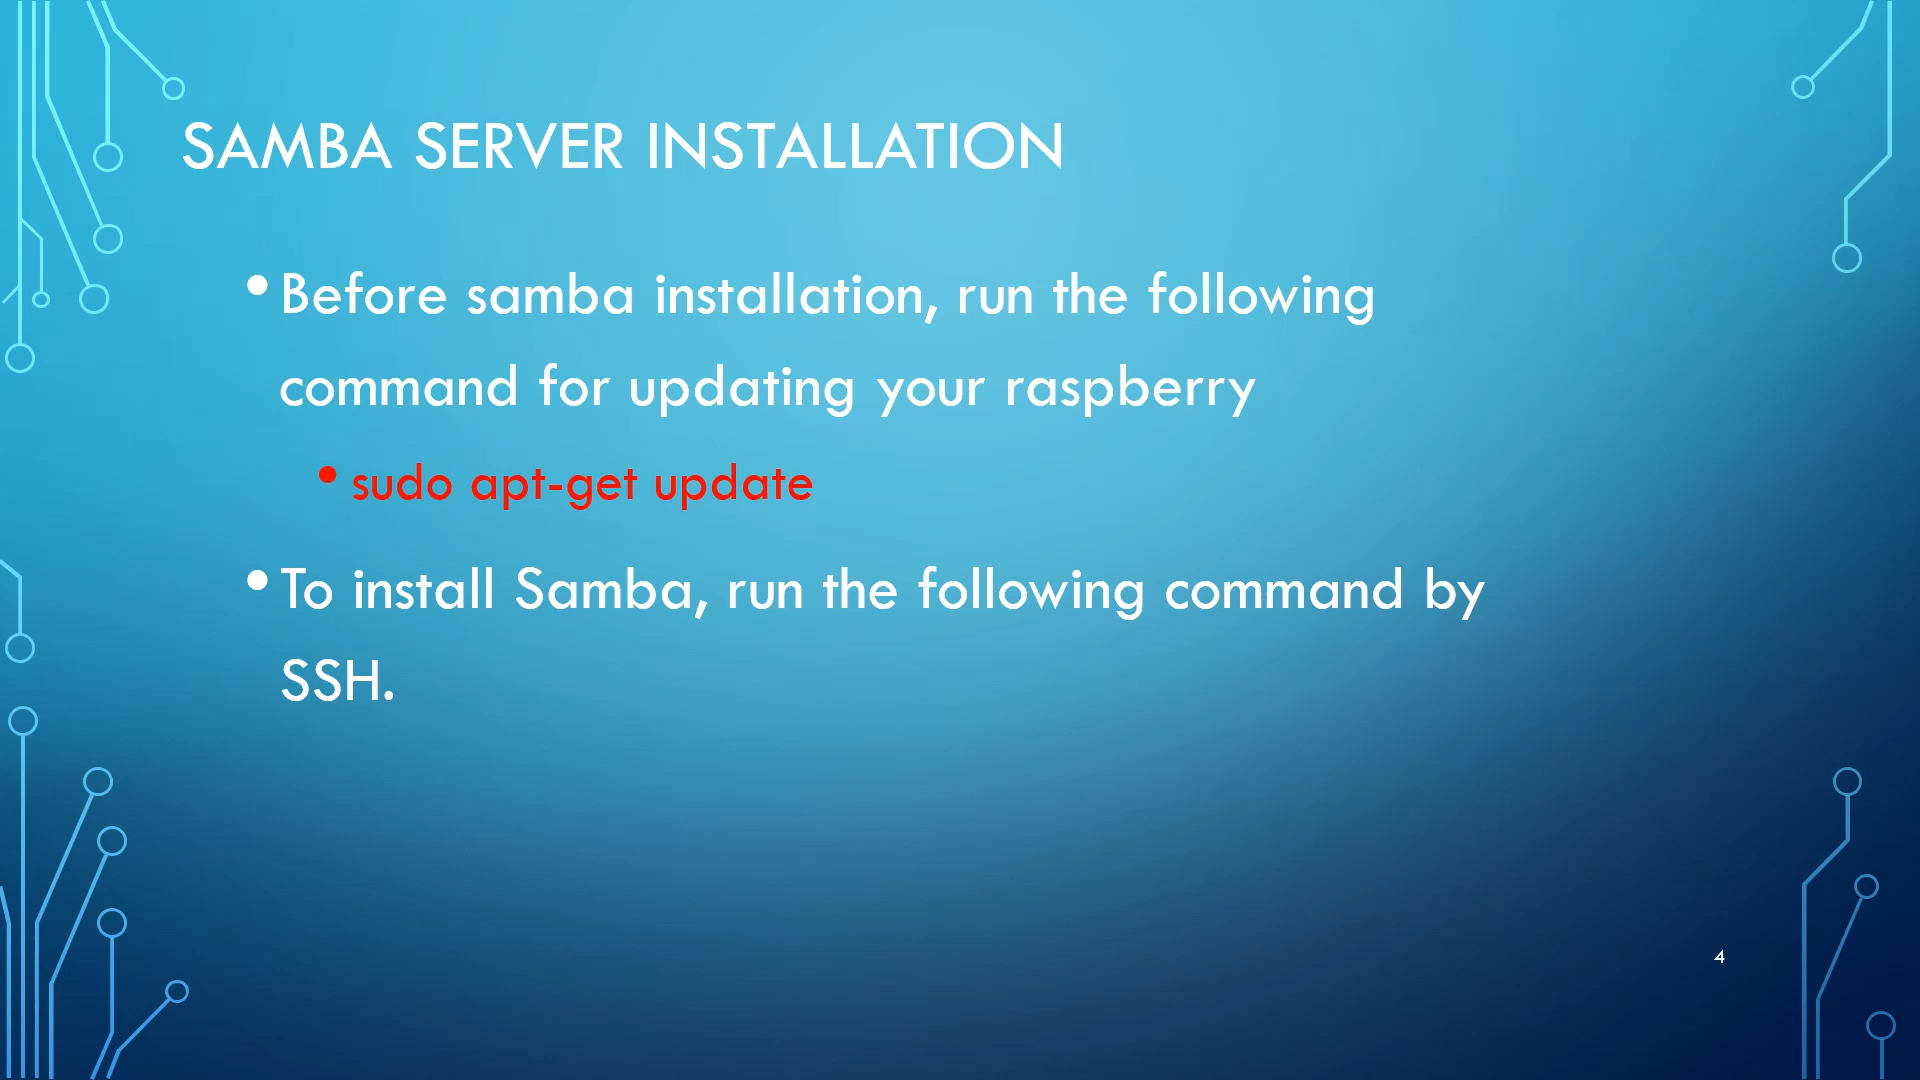 SAMBA SERVER INSTALLATION
• Before samba installation, run the following
command for updating your raspberry
• sudo apt-get update
• To install Samba, run the following command by
SSH.
4